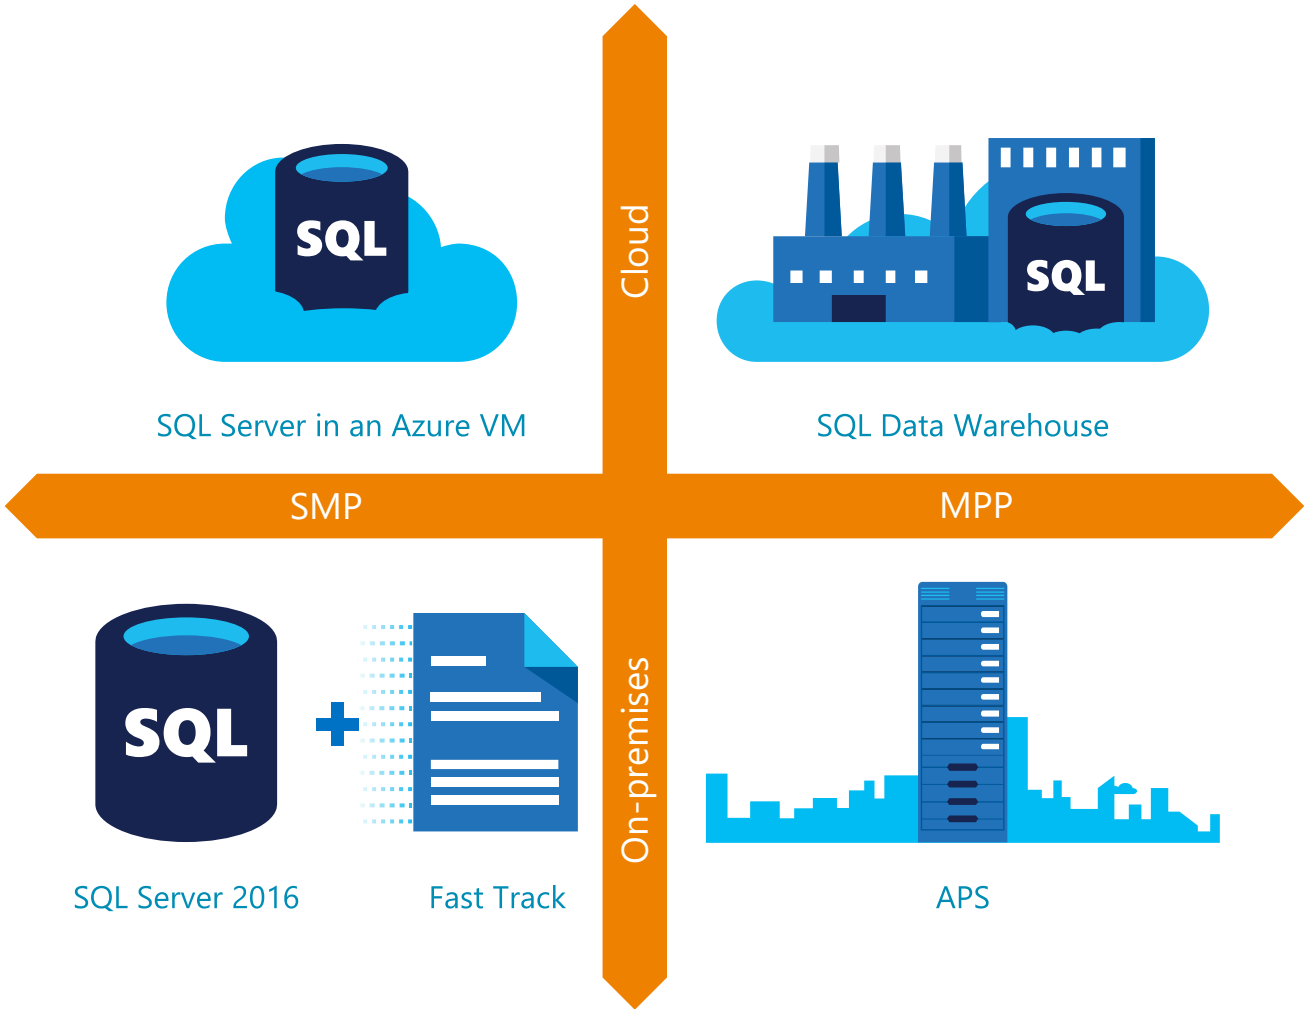 SQL
SQL
Cloud
SQL Server in an Azure VM
SQL Data Warehouse
SMP
MPP
SQL
On-premises
SQL Server 2016
Fast Track
APS